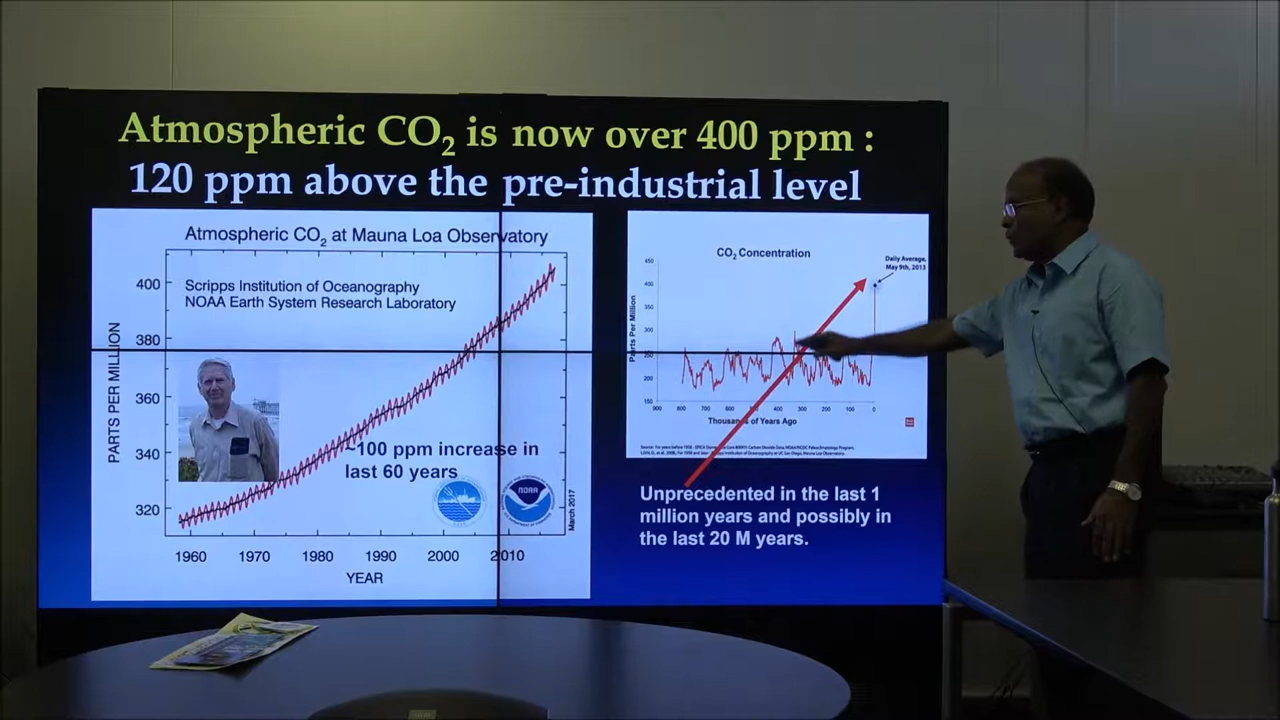 Atmospheric CO₂ is now over 400 ppm :
120 ppm above the pre-industrial level
Atmospheric CO₂ at Mauna Loa Observatory
Scripps Institution of Oceanography
NOAA Earth System Research Laboratory
PARTS PER MILLION
400
380
360
340
320
~100 ppm increase in
last 60 years
NOAA
March 2017
1960 1970 1980 1990 2000 2010
YEAR
CO₂ Concentration
Daily Average,
May 9th, 2013
Parts Per Million
450
400
350
300
250
200
150
900 800 700 600 500 400 300 200 100 0
Thousands of Years Ago
Unprecedented in the last 1
million years and possibly in
the last 20 M years.